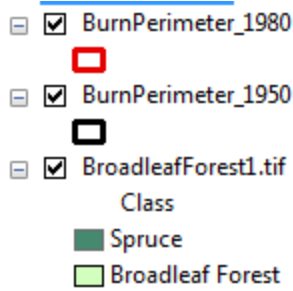 BurnPerimeter_1980
BurnPerimeter_1950
BroadleafForest1.tif
Class
Spruce
Broadleaf Forest